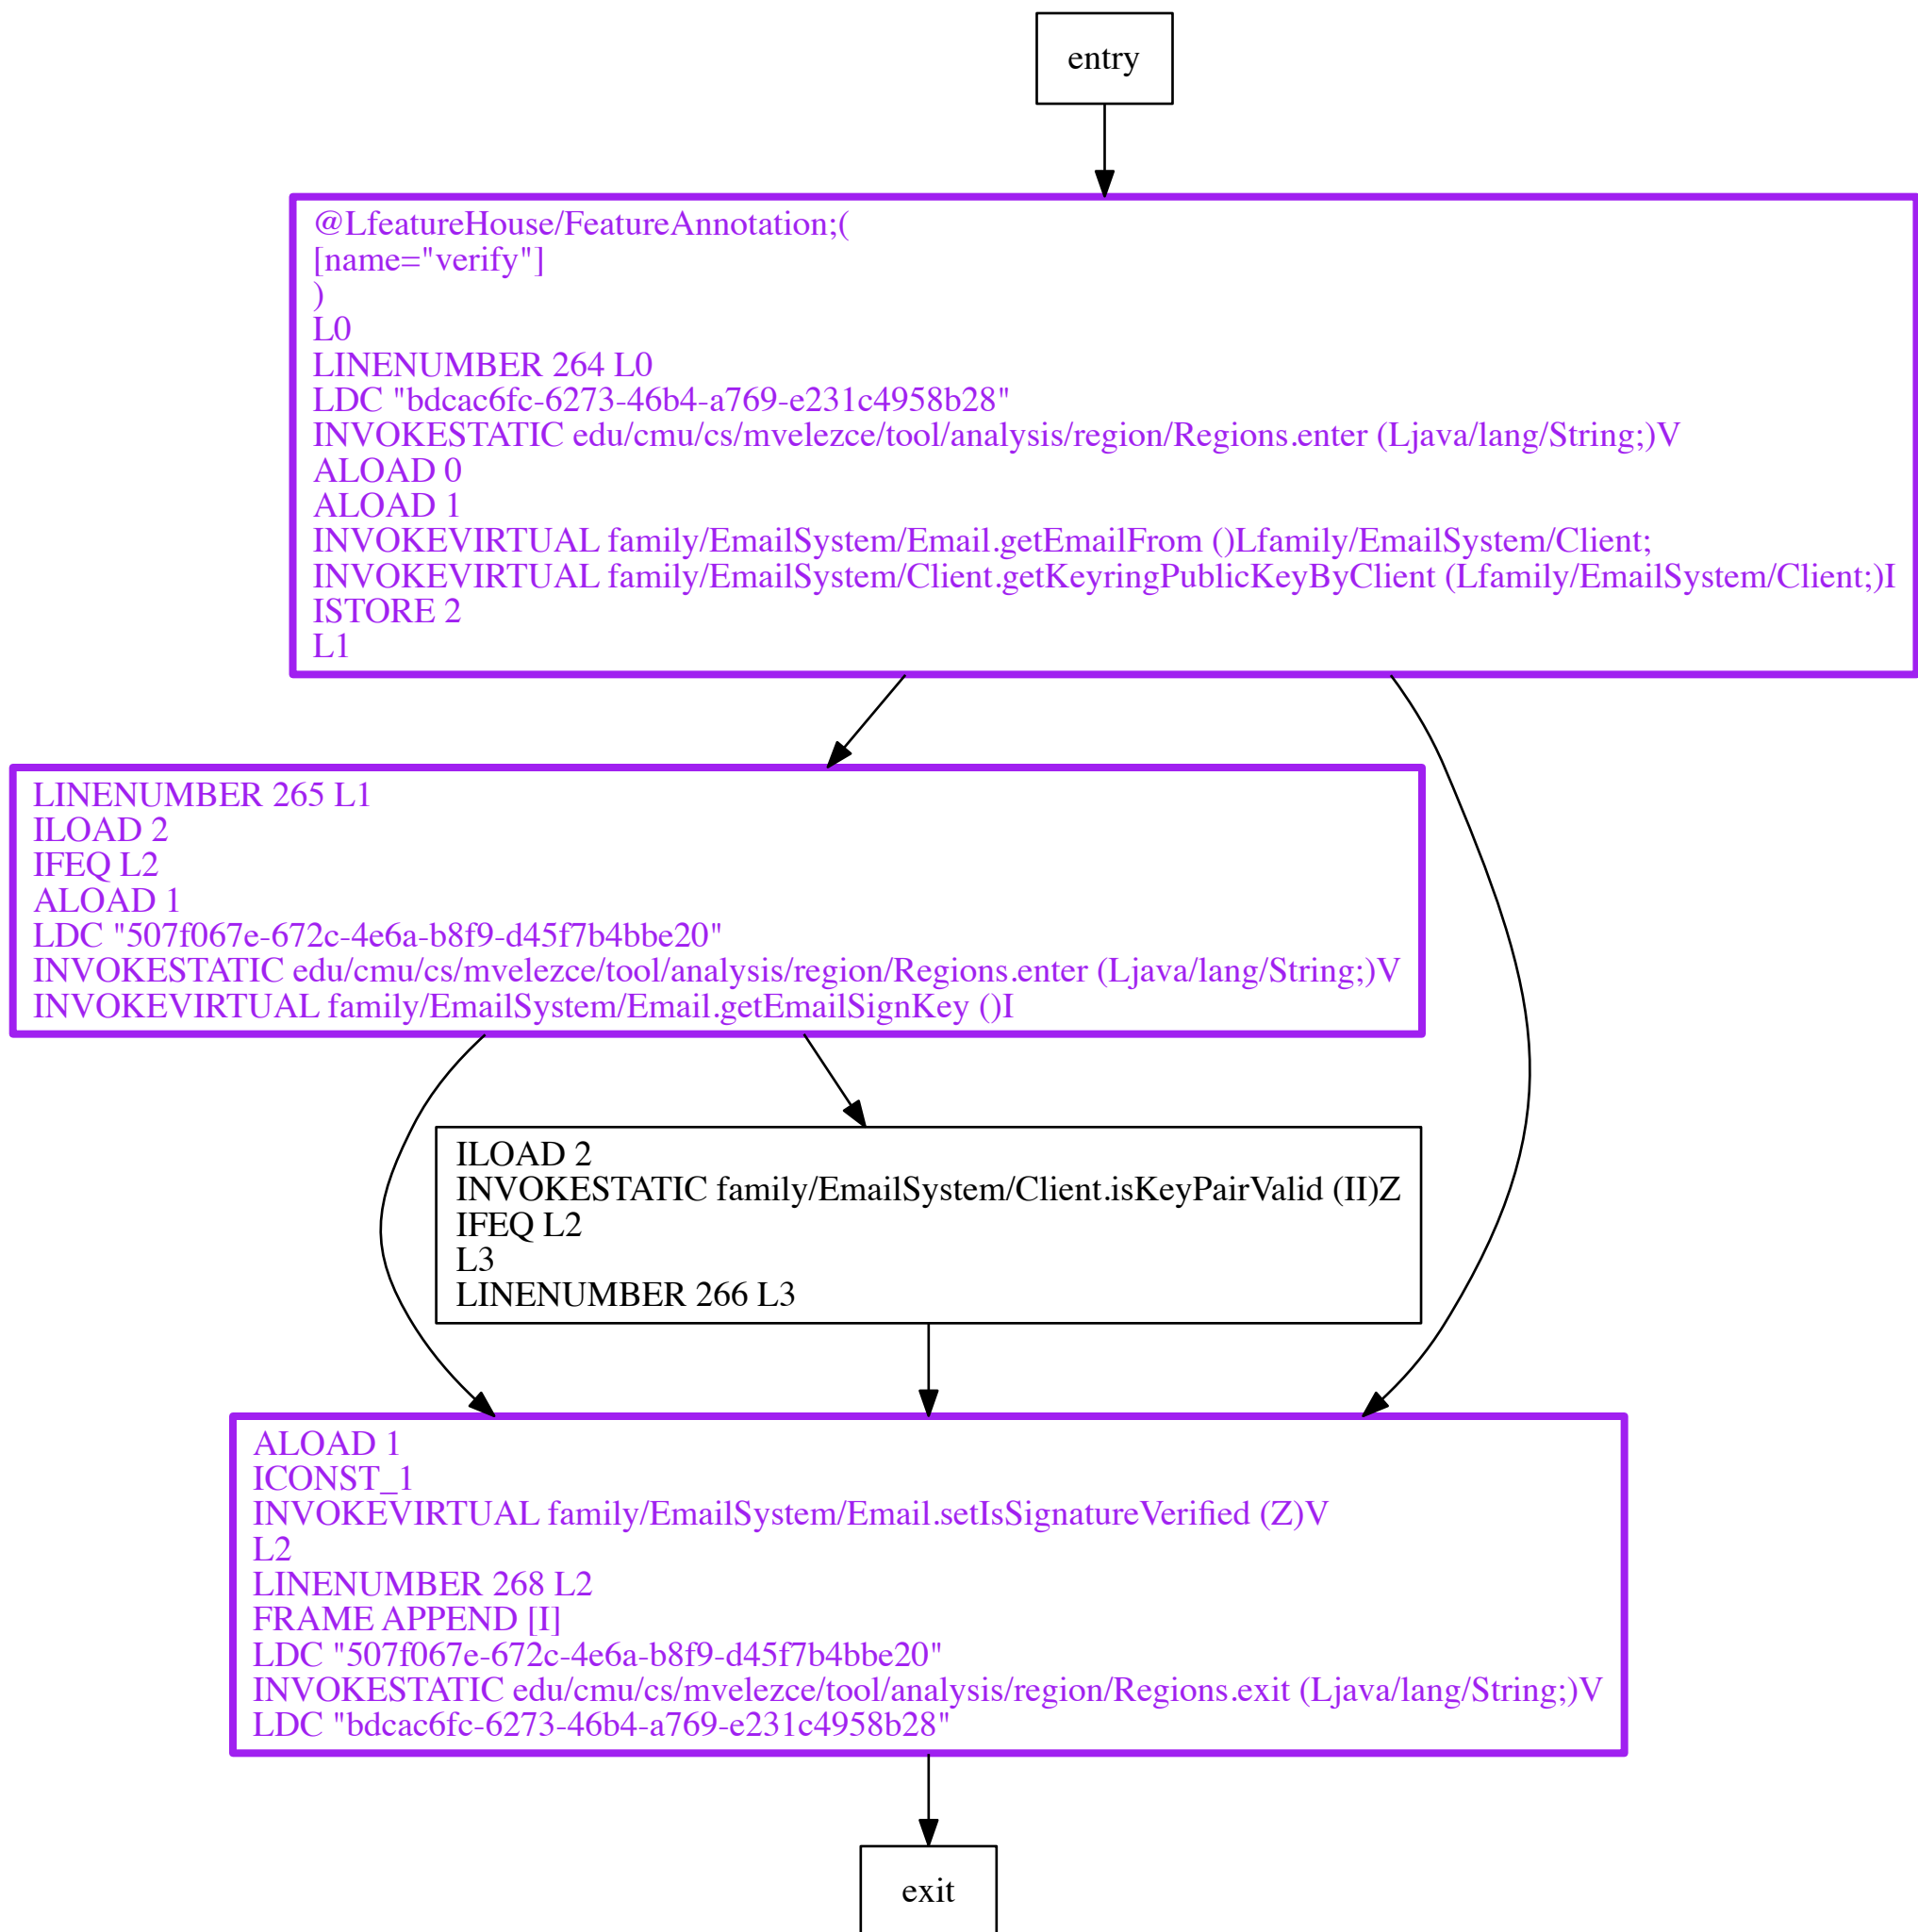 entry
@LfeatureHouse/FeatureAnnotation;(
[name="verify"]
)
L0
LINENUMBER 264 L0
LDC "bdcac6fc-6273-46b4-a769-e231c4958b28"
INVOKESTATIC edu/cmu/cs/mvelezce/tool/analysis/region/Regions.enter (Ljava/lang/String;)V
ALOAD 0
ALOAD 1
INVOKEVIRTUAL family/EmailSystem/Email.getEmailFrom ()Lfamily/EmailSystem/Client;
INVOKEVIRTUAL family/EmailSystem/Client.getKeyringPublicKeyByClient (Lfamily/EmailSystem/Client;)I
ISTORE 2
L1
LINENUMBER 265 L1
ILOAD 2
IFEQ L2
ALOAD 1
LDC "507f067e-672c-4e6a-b8f9-d45f7b4bbe20"
INVOKESTATIC edu/cmu/cs/mvelezce/tool/analysis/region/Regions.enter (Ljava/lang/String;)V
INVOKEVIRTUAL family/EmailSystem/Email.getEmailSignKey ()I
ILOAD 2
INVOKESTATIC family/EmailSystem/Client.isKeyPairValid (II)Z
IFEQ L2
L3
LINENUMBER 266 L3
ALOAD 1
ICONST_1
INVOKEVIRTUAL family/EmailSystem/Email.setIsSignatureVerified (Z)V
L2
LINENUMBER 268 L2
FRAME APPEND [I]
LDC "507f067e-672c-4e6a-b8f9-d45f7b4bbe20"
INVOKESTATIC edu/cmu/cs/mvelezce/tool/analysis/region/Regions.exit (Ljava/lang/String;)V
LDC "bdcac6fc-6273-46b4-a769-e231c4958b28"
exit